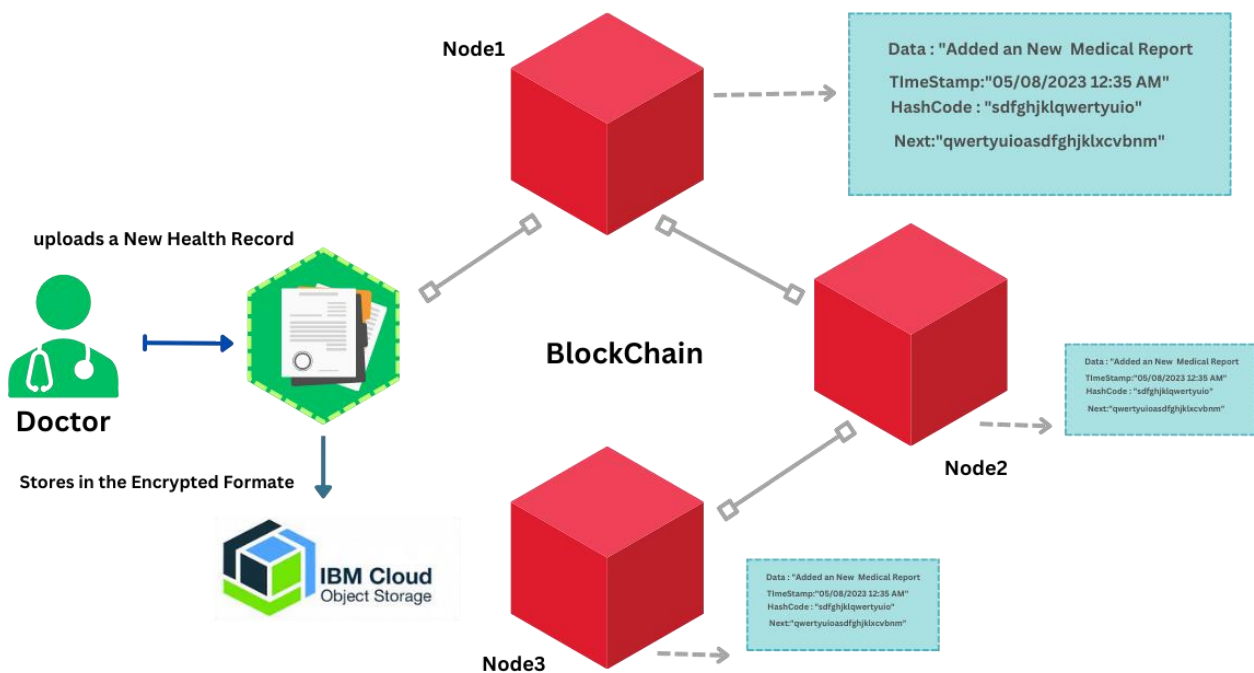 Node1
Data : "Added an New Medical Report
TImeStamp:"05/08/2023 12:35 AM"
HashCode : "sdfghjklqwertyuio"
Next:"qwertyuioasdfghjklxcvbnm"
uploads a New Health Record
Doctor
BlockChain
Stores in the Encrypted Formate
IBM Cloud
Object Storage
Data : "Added an New Medical Report
TImeStamp:"05/08/2023 12:35 AM"
HashCode : "sdfghjklqwertyuio"
Next:"qwertyuioasdfghjklxcvbnm"
Node2
Data : "Added an New Medical Report
TImeStamp:"05/08/2023 12:35 AM"
HashCode : "sdfghjklqwertyuio"
Next:"qwertyuioasdfghjklxcvbnm"
Node3